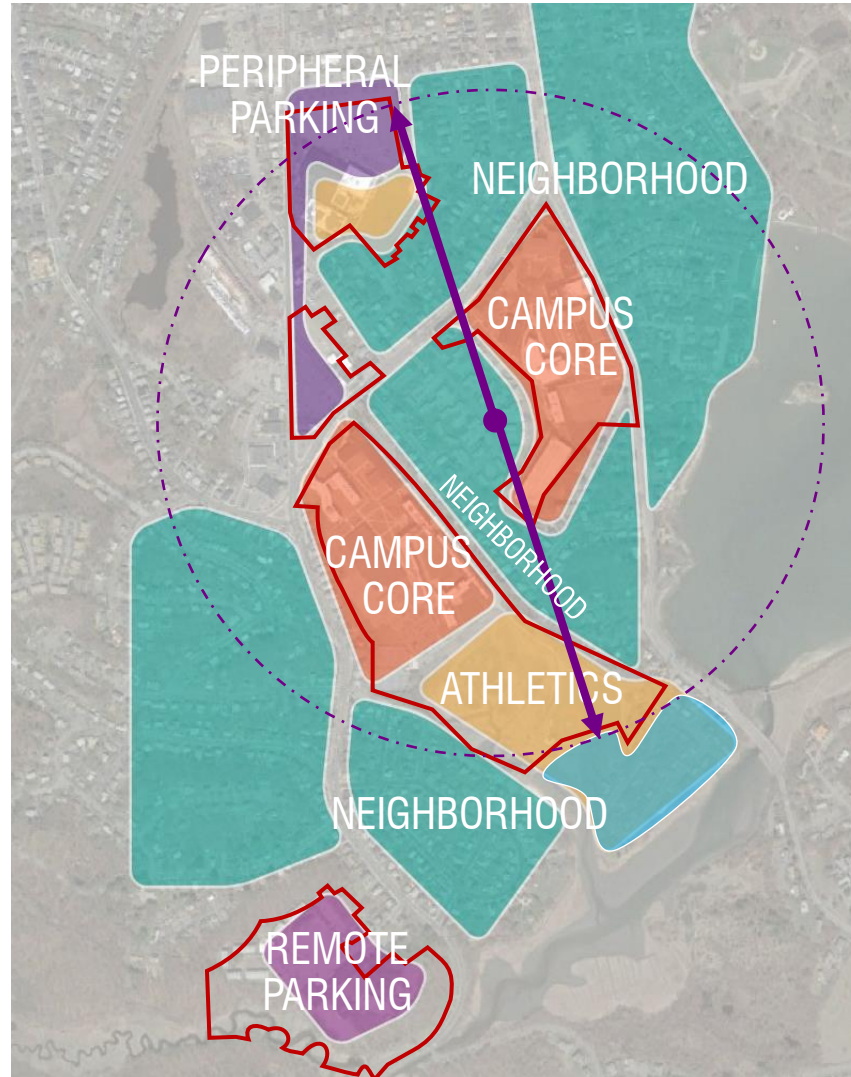 PERIPHERAL
PARKING
NEIGHBORHOOD
CAMPUS
CORE
NEIGHBORHOOD
CAMPUS
CORE
ATHLETICS
NEIGHBORHOOD
REMOTE
PARKING